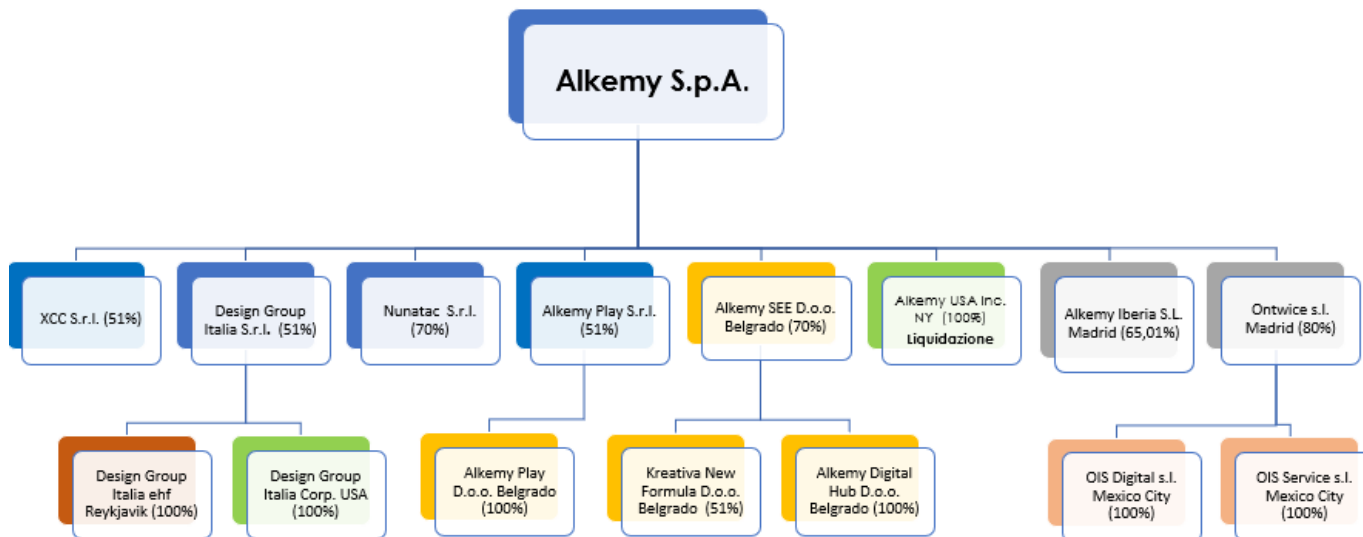 Alkemy S.p.A.
XCC S.r.l. (51%)
Design Group
Italia S.r.l. (51%)
Nunatac S.r.l.
(70%)
Alkemy Play S.r.l.
(51%)
Alkemy SEE D.o.o.
Belgrado (70%)
Alkemy USA Inc.
NY (100%)
Liquidazione
Alkemy Iberia S.L.
Madrid (65,01%)
Ontwice s.l.
Madrid (80%)
Design Group
Italia ehf
Reykjavik (100%)
Design Group
Italia Corp. USA
(100%)
Alkemy Play
D.o.o. Belgrado
(100%)
Kreativa New
Formula D.o.o.
Belgrado (51%)
Alkemy Digital
Hub D.o.o.
Belgrado (100%)
OIS Digital s.l.
Mexico City
(100%)
OIS Service s.l.
Mexico City
(100%)